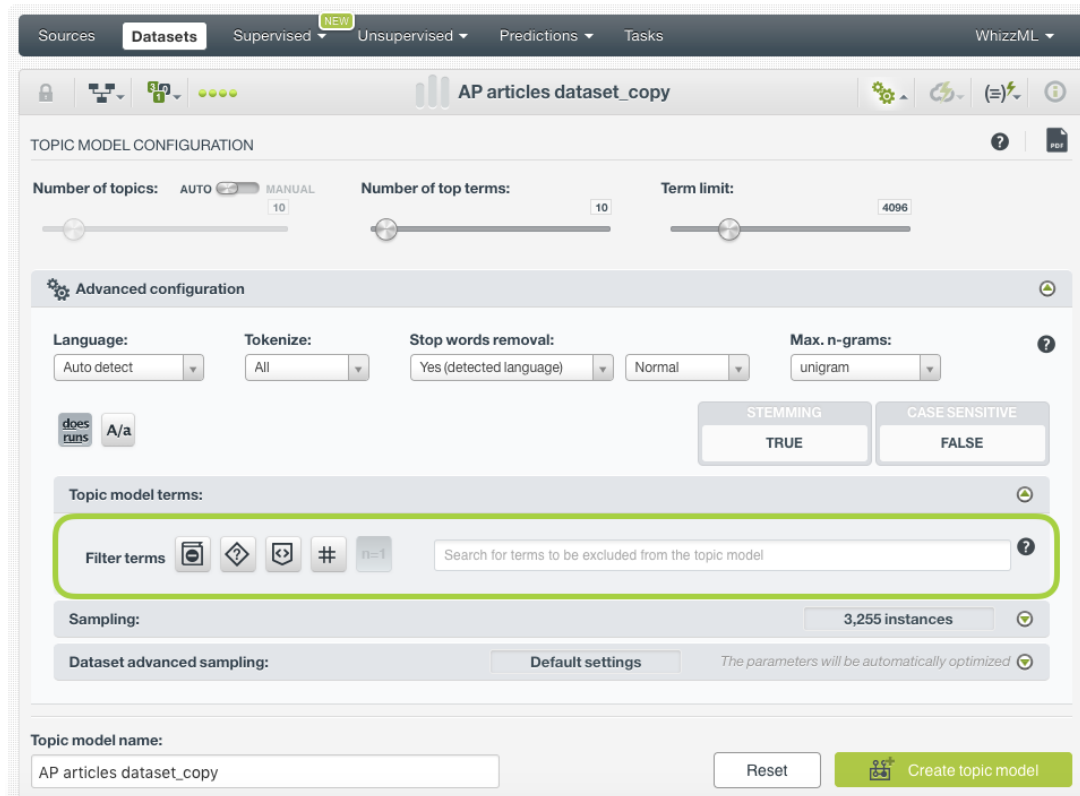 NEW
Sources Datasets Supervised Unsupervised Predictions Tasks WhizzML
AP articles dataset_copy
TOPIC MODEL CONFIGURATION
PDF
Number of topics: AUTO MANUAL Number of top terms: Term limit:
10 10 4096
Advanced configuration
Language: Tokenize: Stop words removal: Max. n-grams:
Auto detect All Yes (detected language) Normal unigram
does
runs
A/a
STEMMING CASE SENSITIVE
TRUE FALSE
Topic model terms:
Filter terms # n=1 Search for terms to be excluded from the topic model
Sampling: 3,255 instances
Dataset advanced sampling: Default settings The parameters will be automatically optimized
Topic model name:
AP articles dataset_copy Reset Create topic model